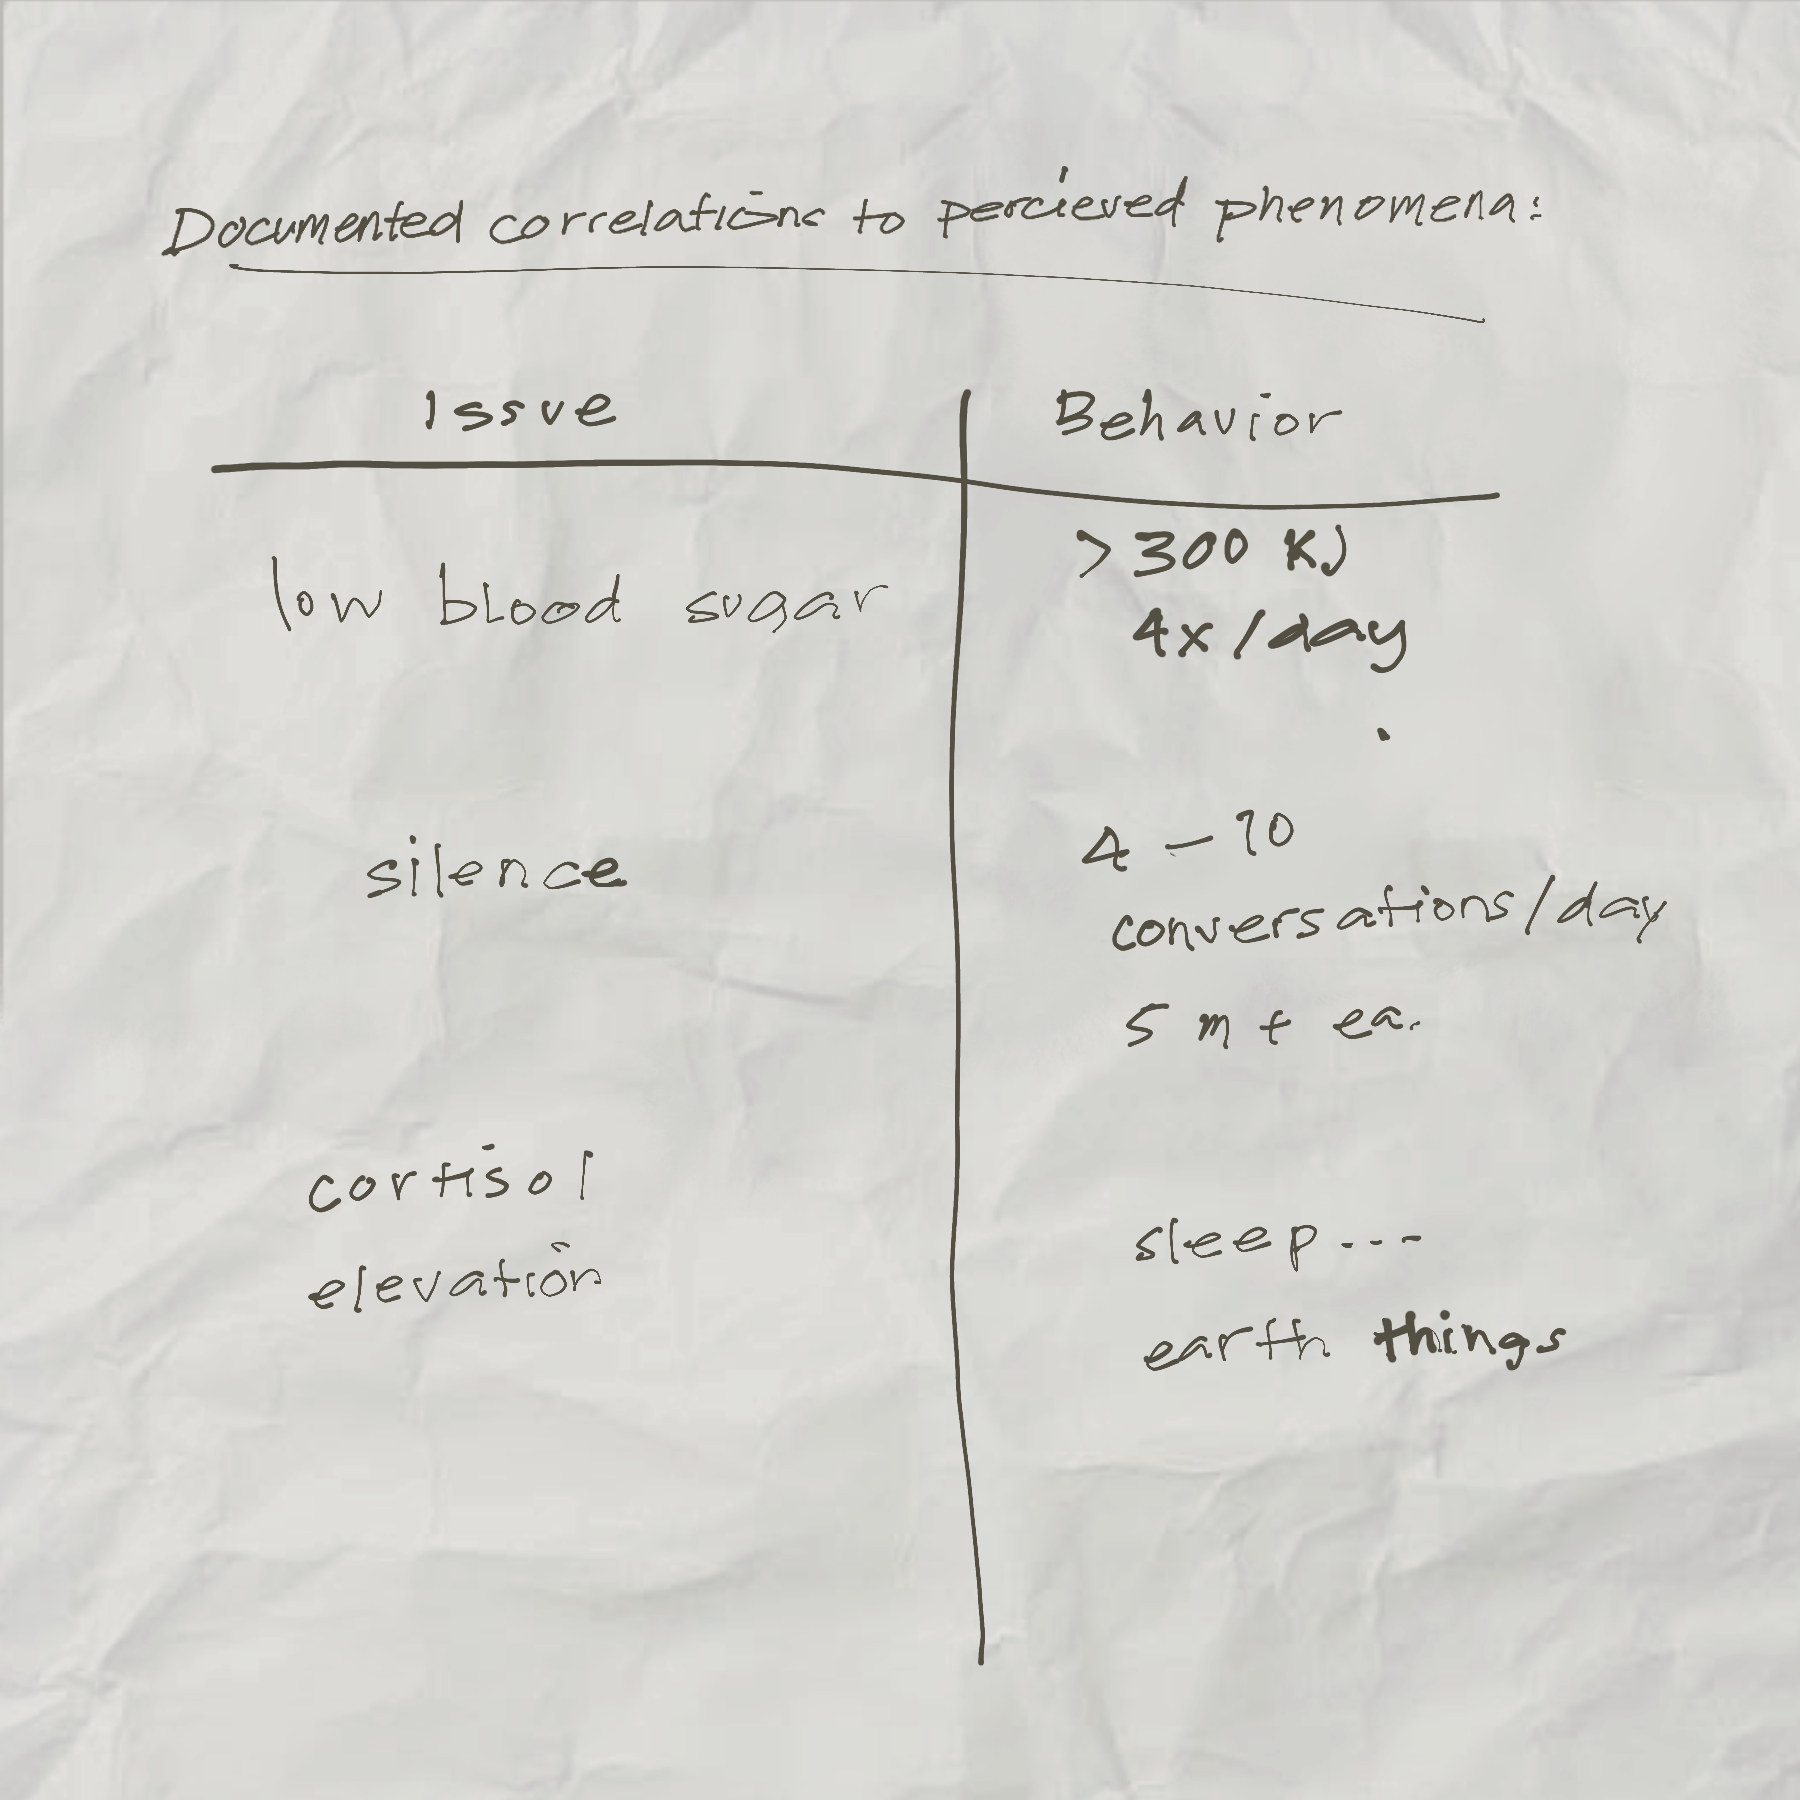 Documented correlations to percieved phenomena:
Issue
Behavior
low blood sugar
> 300 KJ
4x/day
silence
4 – 10
conversations/day
5 m + ea.
cortisol
elevation
sleep...
earth things